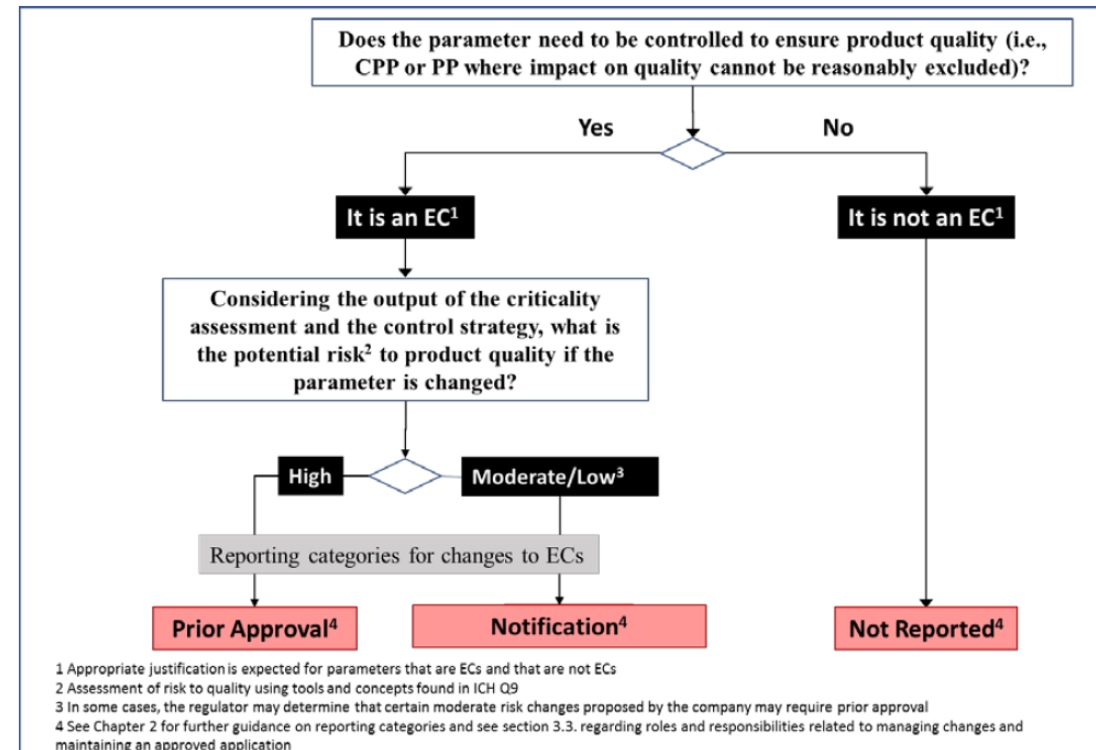 Does the parameter need to be controlled to ensure product quality (i.e.,
CPP or PP where impact on quality cannot be reasonably excluded)?
Yes
No
It is an EC¹
It is not an EC¹
Considering the output of the criticality
assessment and the control strategy, what is
the potential risk² to product quality if the
parameter is changed?
High
Moderate/Low³
Reporting categories for changes to ECs
Prior Approval⁴
Notification⁴
Not Reported⁴
1 Appropriate justification is expected for parameters that are ECs and that are not ECs
2 Assessment of risk to quality using tools and concepts found in ICH Q9
3 In some cases, the regulator may determine that certain moderate risk changes proposed by the company may require prior approval
4 See Chapter 2 for further guidance on reporting categories and see section 3.3. regarding roles and responsibilities related to managing changes and
maintaining an approved application